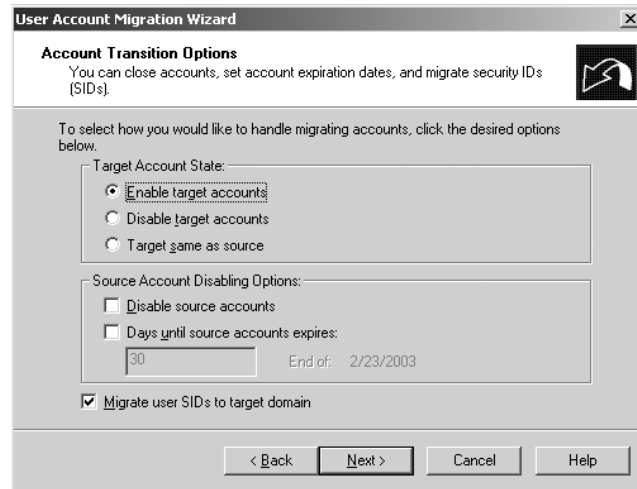 User Account Migration Wizard
Account Transition Options
You can close accounts, set account expiration dates, and migrate security IDs
(SIDs).
To select how you would like to handle migrating accounts, click the desired options
below.
Target Account State:
Enable target accounts
Disable target accounts
Target same as source
Source Account Disabling Options:
Disable source accounts
Days until source accounts expires:
30 End of: 2/23/2003
Migrate user SIDs to target domain
< Back Next > Cancel Help